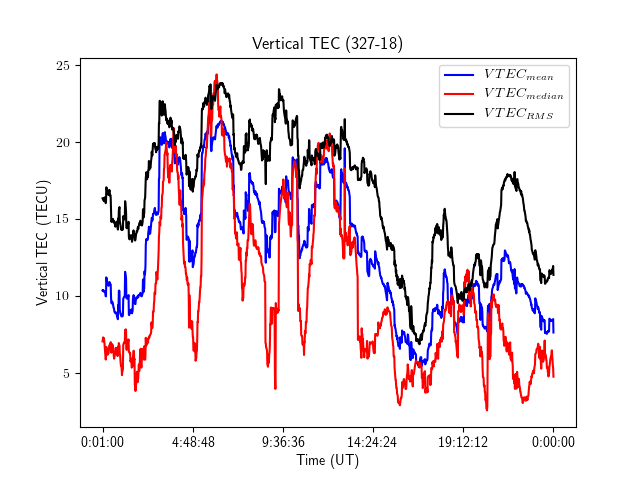 Vertical TEC (327-18)
25
20
15
10
5
Vertical TEC (TECU)
VTEC_mean
VTEC_median
VTEC_RMS
0:01:00 4:48:48 9:36:36 14:24:24 19:12:12 0:00:00
Time (UT)